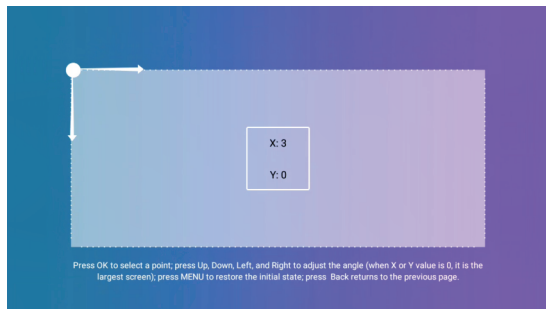 X: 3
Y: 0
Press OK to select a point; press Up, Down, Left, and Right to adjust the angle (when X or Y value is 0, it is the
largest screen); press MENU to restore the initial state; press Back returns to the previous page.